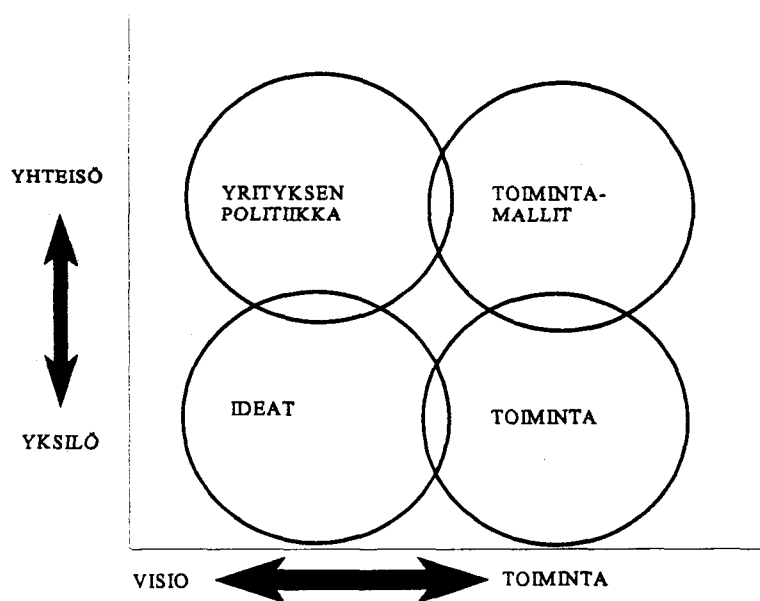 YHTEISÖ
YRITYKSEN
POLITIIKKA
TOIMINTA-
MALLIT
IDEAT
TOIMINTA
YKSILÖ
VISIO
TOIMINTA